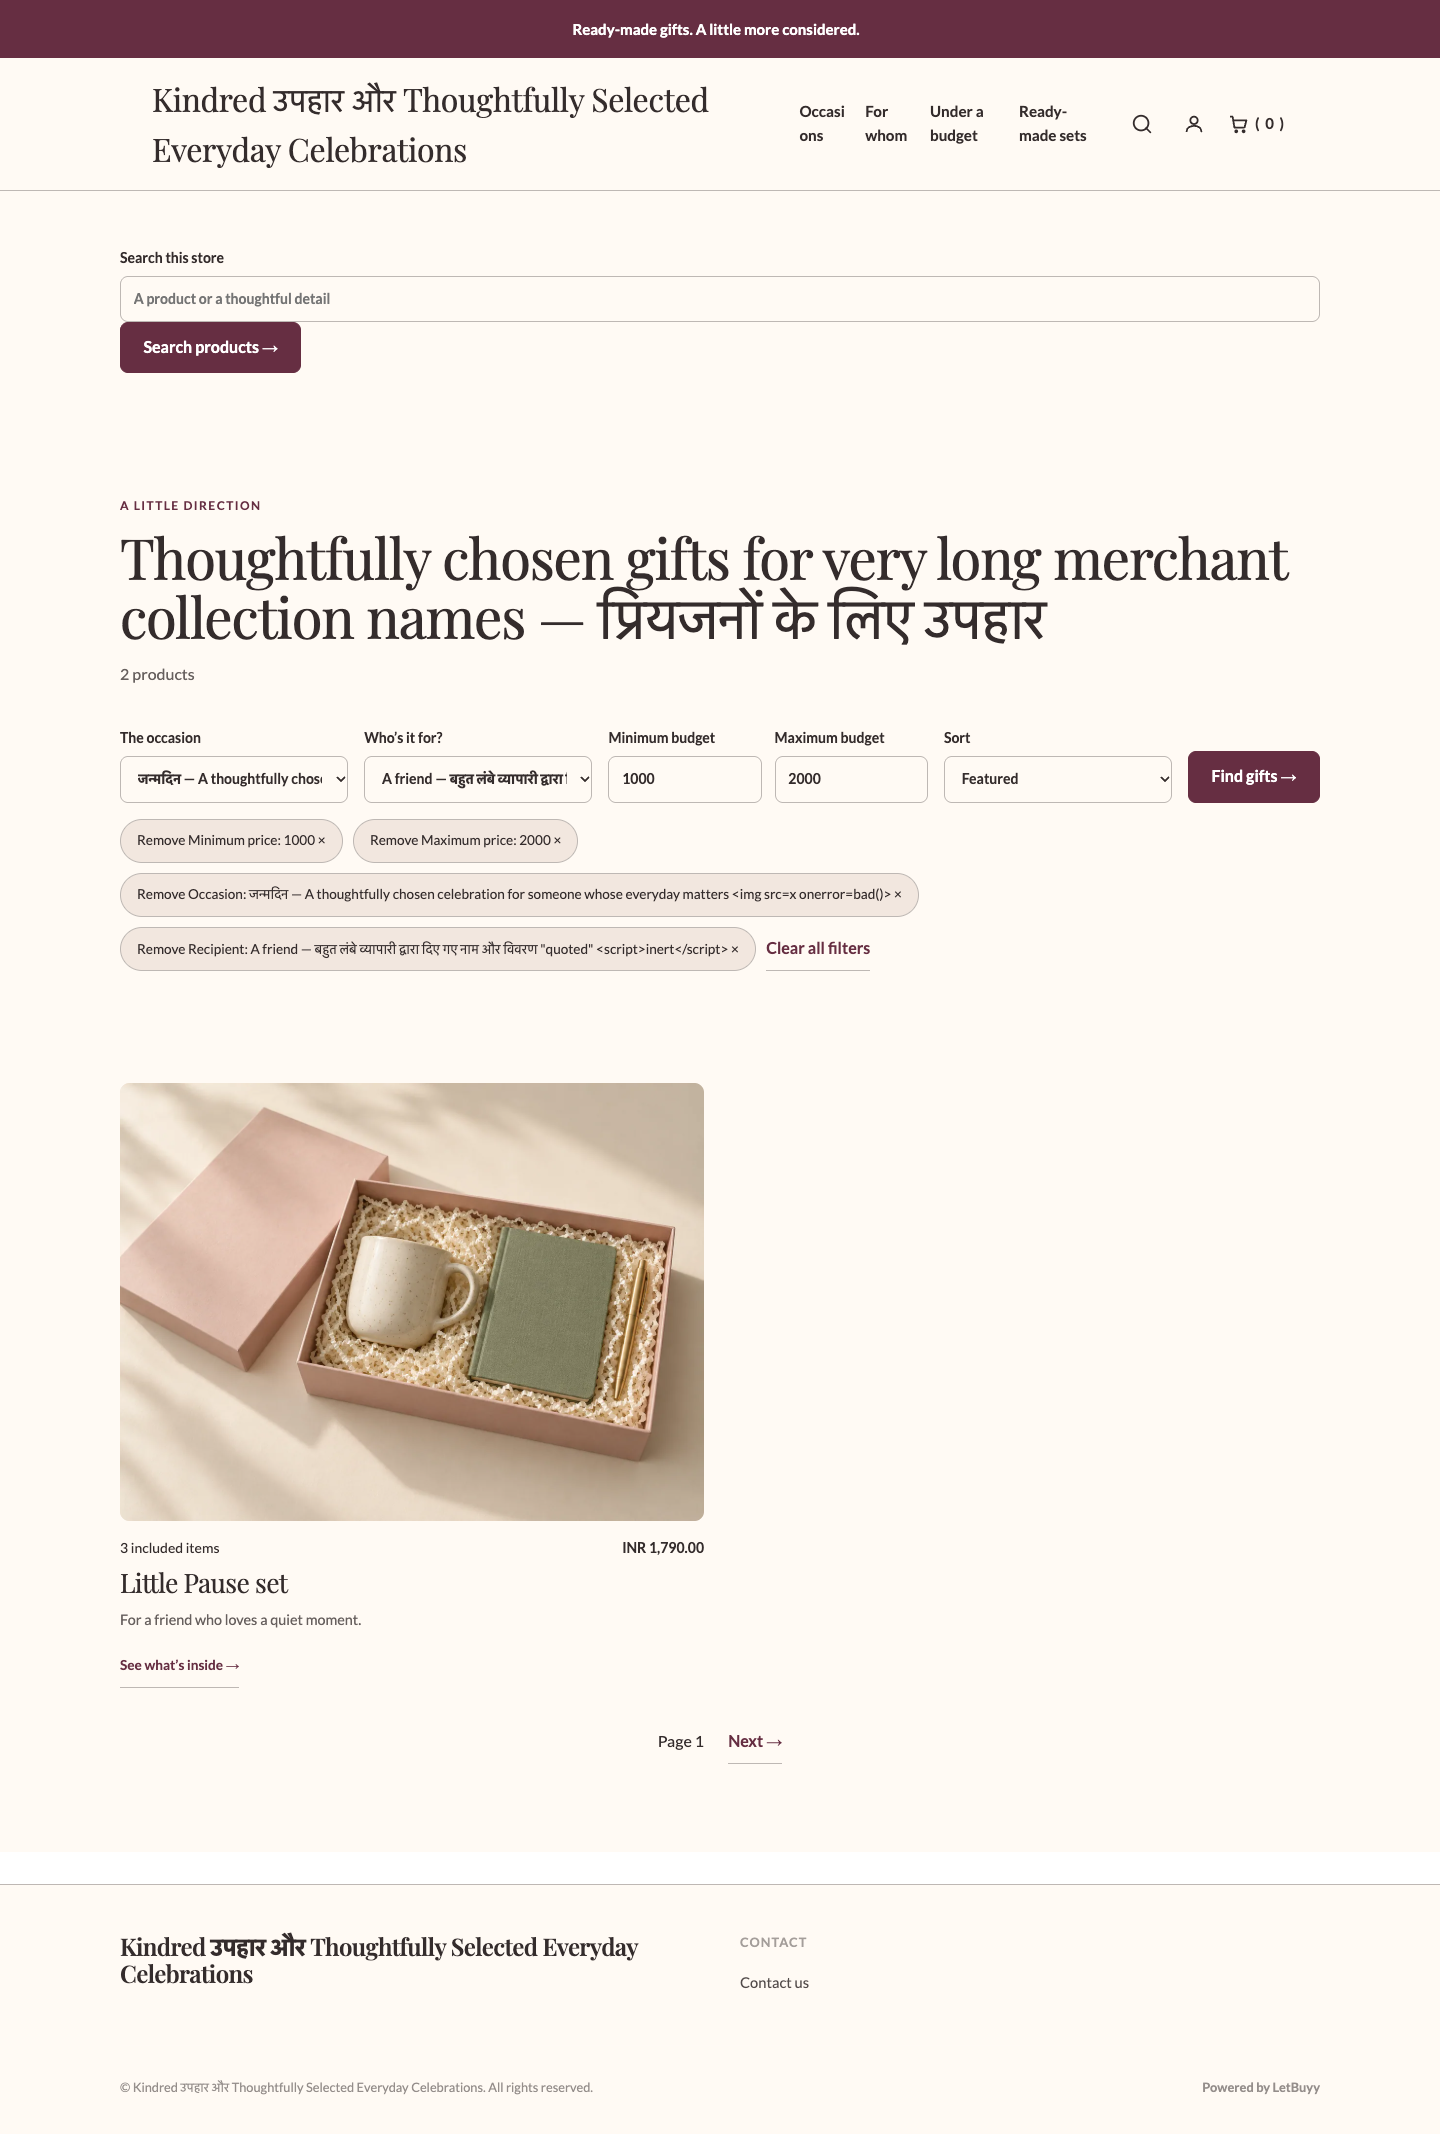 Ready-made gifts. A little more considered.
Kindred उपहार और Thoughtfully Selected
Everyday Celebrations
Occasi
ons
For
whom
Under a
budget
Ready-
made sets
( 0 )
Search this store
A product or a thoughtful detail
Search products →
A LITTLE DIRECTION
Thoughtfully chosen gifts for very long merchant
collection names — प्रियजनों के लिए उपहार
2 products
The occasion
Who's it for?
Minimum budget
Maximum budget
Sort
जन्मदिन — A thoughtfully chos
A friend — बहुत लंबे व्यापारी द्वारा
1000
2000
Featured
Find gifts →
Remove Minimum price: 1000 ×
Remove Maximum price: 2000 ×
Remove Occasion: जन्मदिन — A thoughtfully chosen celebration for someone whose everyday matters <img src=x onerror=bad()> ×
Remove Recipient: A friend — बहुत लंबे व्यापारी द्वारा दिए गए नाम और विवरण "quoted" <script>inert</script> ×
Clear all filters
3 included items
INR 1,790.00
Little Pause set
For a friend who loves a quiet moment.
See what's inside →
Page 1
Next →
Kindred उपहार और Thoughtfully Selected Everyday
Celebrations
CONTACT
Contact us
© Kindred उपहार और Thoughtfully Selected Everyday Celebrations. All rights reserved.
Powered by LetBuyy